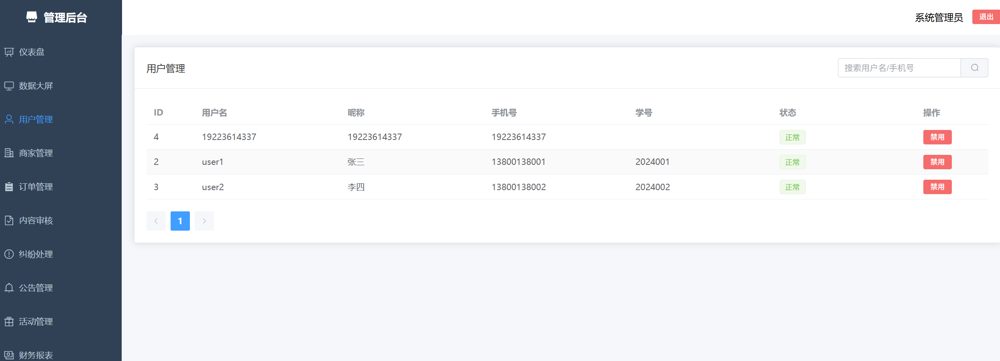 管理后台
系统管理员 退出
仪表盘
数据大屏
用户管理
商家管理
订单管理
内容审核
纠纷处理
公告管理
活动管理
财务报表
用户管理
搜索用户名/手机号
ID 用户名 昵称 手机号 学号 状态 操作
4 19223614337 19223614337 19223614337 正常 禁用
2 user1 张三 13800138001 2024001 正常 禁用
3 user2 李四 13800138002 2024002 正常 禁用
1